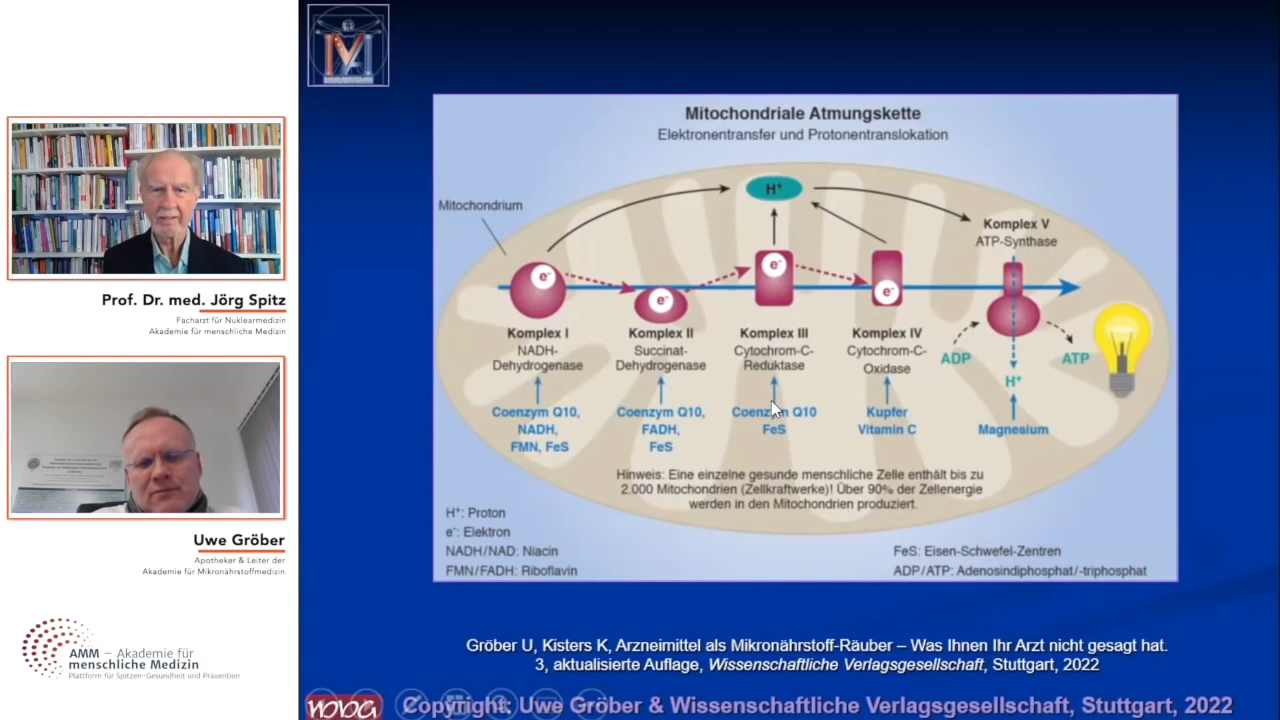 Prof. Dr. med. Jörg Spitz
Facharzt für Nuklearmedizin
Akademie für menschliche Medizin
Uwe Gröber
Apotheker & Leiter der
Akademie für Mikronährstoffmedizin
AMM – Akademie für
menschliche Medizin
Plattform für Spitzen-Gesundheit und Prävention
Mitochondriale Atmungskette
Elektronentransfer und Protonentranslokation
Mitochondrium
H⁺
Komplex V
ATP-Synthase
e⁻
e⁻
e⁻
e⁻
Komplex I
NADH-
Dehydrogenase
Komplex II
Succinat-
Dehydrogenase
Komplex III
Cytochrom-C-
Reduktase
Komplex IV
Cytochrom-C-
Oxidase
ADP
ATP
H⁺
Coenzym Q10,
NADH,
FMN, FeS
Coenzym Q10,
FADH,
FeS
Coenzym Q10
FeS
Kupfer
Vitamin C
Magnesium
Hinweis: Eine einzelne gesunde menschliche Zelle enthält bis zu
2.000 Mitochondrien (Zellkraftwerke)! Über 90% der Zellenergie
werden in den Mitochondrien produziert.
H⁺: Proton
e⁻: Elektron
NADH/NAD: Niacin
FMN/FADH: Riboflavin
FeS: Eisen-Schwefel-Zentren
ADP/ATP: Adenosindiphosphat/-triphosphat
Gröber U, Kisters K, Arzneimittel als Mikronährstoff-Räuber – Was Ihnen Ihr Arzt nicht gesagt hat.
3, aktualisierte Auflage, Wissenschaftliche Verlagsgesellschaft, Stuttgart, 2022
Copyright: Uwe Gröber & Wissenschaftliche Verlagsgesellschaft, Stuttgart, 2022